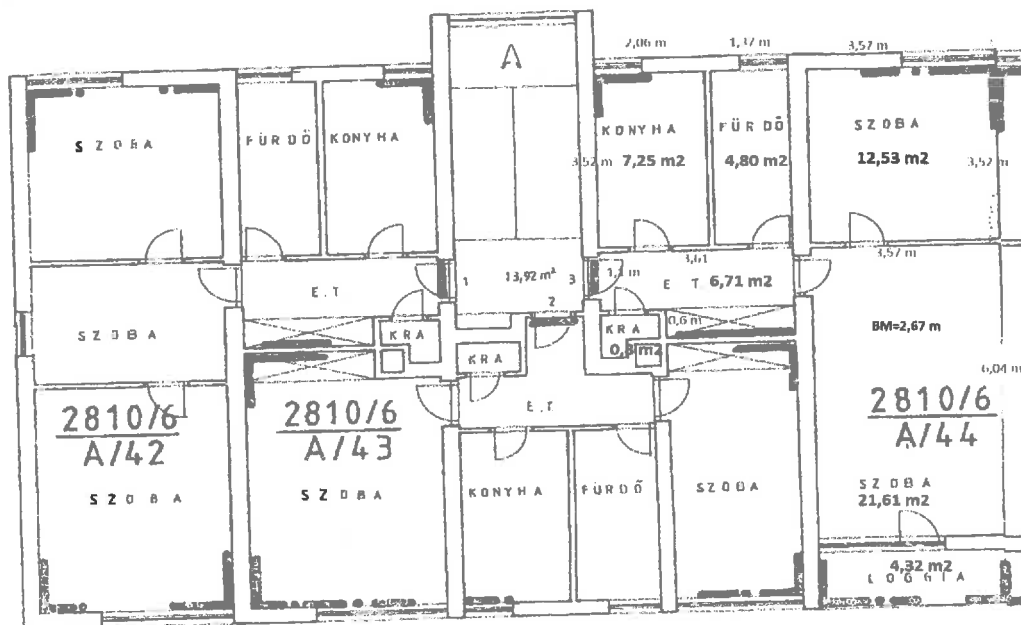 2,06 m
1,37 m
3,57 m
A
SZOBA
FÜRDŐ
KONYHA
KONYHA
FÜRDŐ
SZOBA
3,52 m
7,25 m2
4,80 m2
12,53 m2
3,52 m
1
13,92 m²
3
2
3,61
3,57 m
1,1 m
E.T
E.T
6,71 m2
SZOBA
KRA
KRA
KRA
0,6 m
BM=2,67 m
6,04 m
2810/6
A/42
2810/6
A/43
E.T
2810/6
A/44
SZOBA
SZOBA
KONYHA
FÜRDŐ
SZOBA
SZOBA
21,61 m2
4,32 m2
LOGGIA